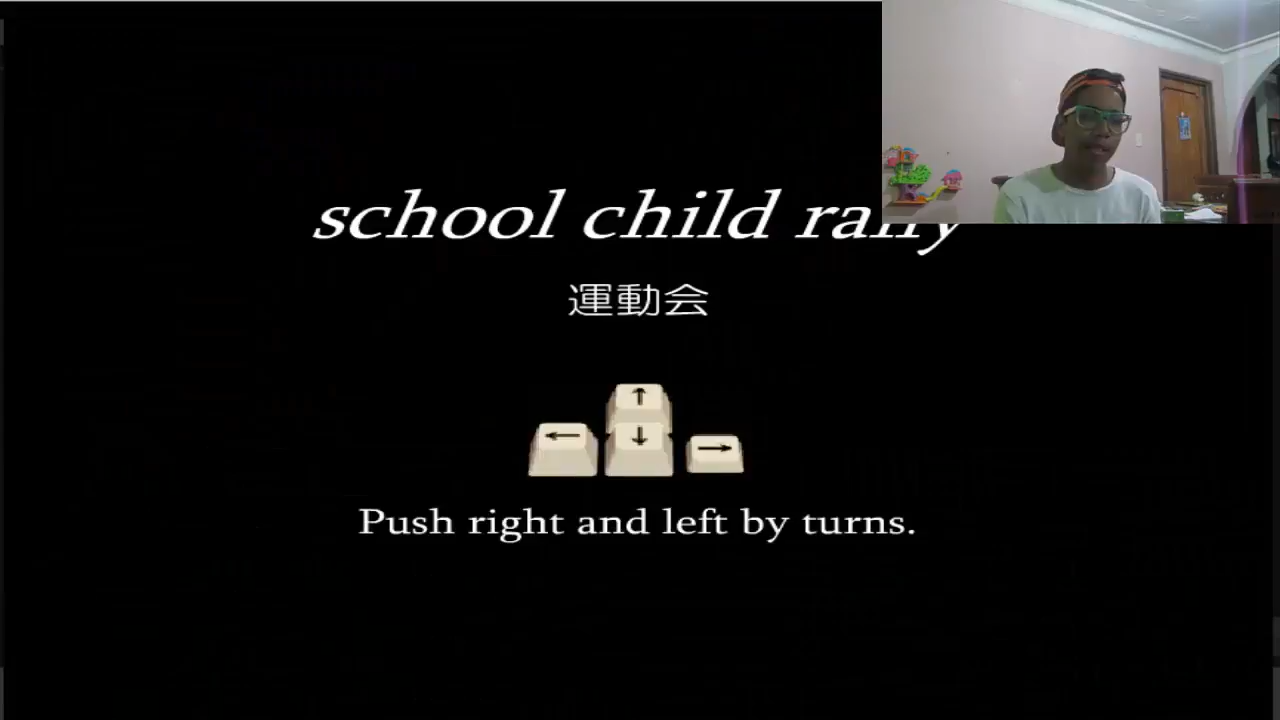 school child rally
運動会
↑
← ↓ →
Push right and left by turns.